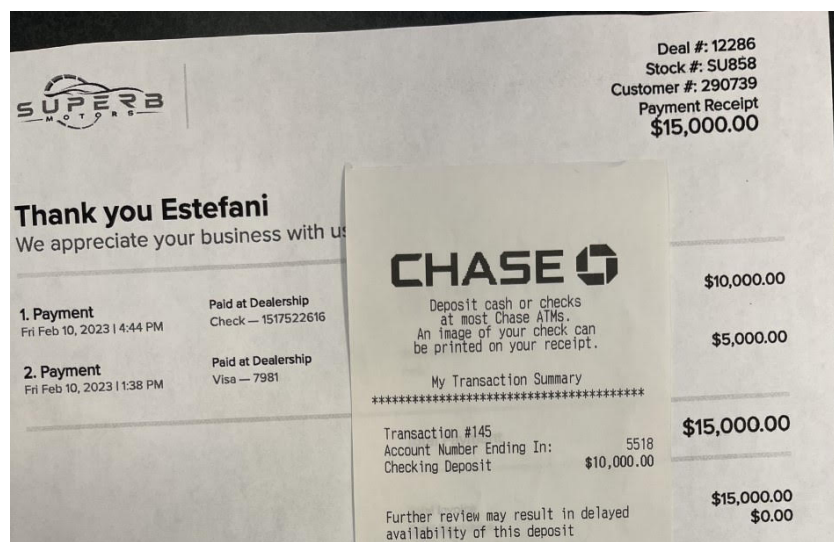 SUPERB
MOTORS
Deal #: 12286
Stock #: SU858
Customer #: 290739
Payment Receipt
$15,000.00
Thank you Estefani
We appreciate your business with us
1. Payment
Fri Feb 10, 2023 | 4:44 PM
Paid at Dealership
Check — 1517522616
$10,000.00
2. Payment
Fri Feb 10, 2023 | 1:38 PM
Paid at Dealership
Visa — 7981
$5,000.00
$15,000.00
$15,000.00
$0.00
CHASE
Deposit cash or checks
at most Chase ATMs.
An image of your check can
be printed on your receipt.
My Transaction Summary
****************************************
Transaction #145
Account Number Ending In: 5518
Checking Deposit $10,000.00
Further review may result in delayed
availability of this deposit